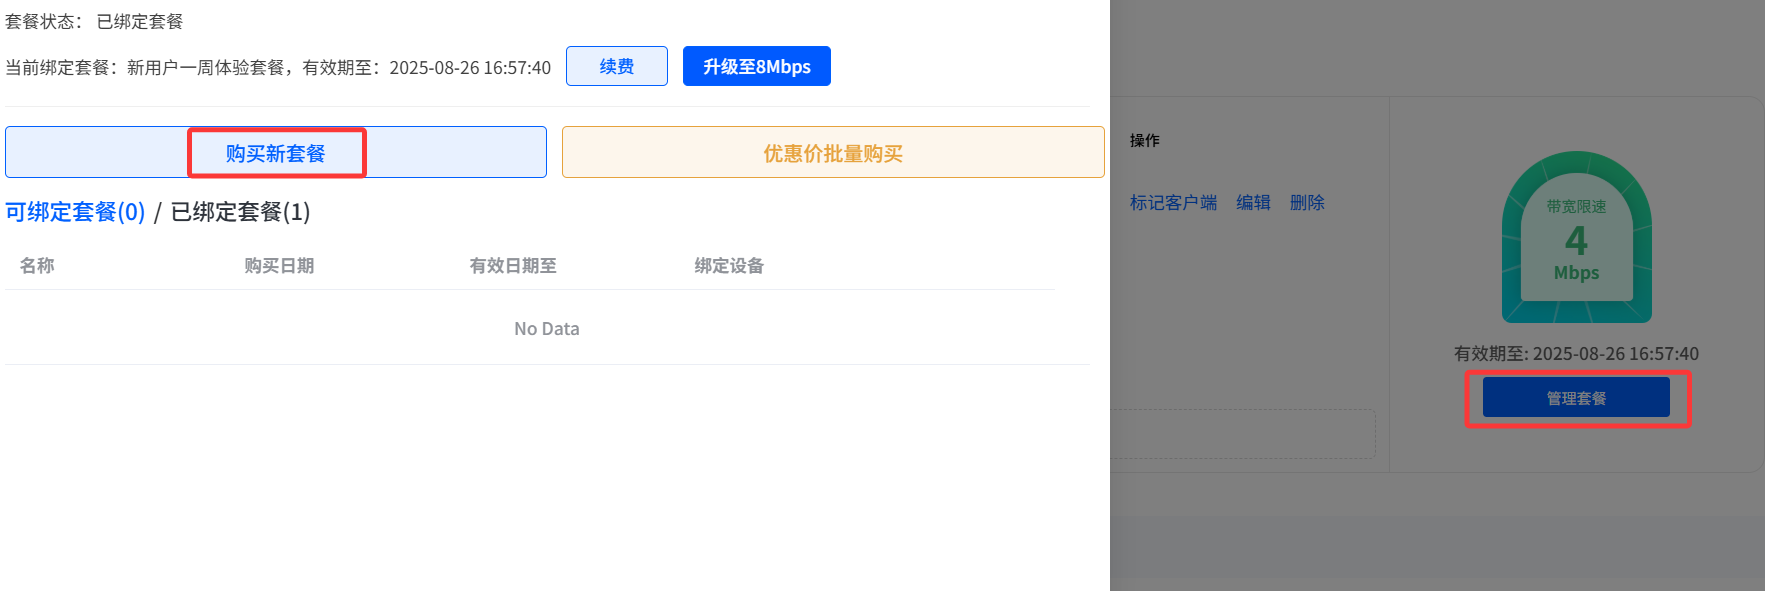 套餐状态： 已绑定套餐
当前绑定套餐：新用户一周体验套餐，有效期至：2025-08-26 16:57:40 续费 升级至8Mbps
购买新套餐 优惠价批量购买
可绑定套餐(0) / 已绑定套餐(1)
名称 购买日期 有效日期至 绑定设备
No Data
操作
标记客户端 编辑 删除
带宽限速
4
Mbps
有效期至: 2025-08-26 16:57:40
管理套餐